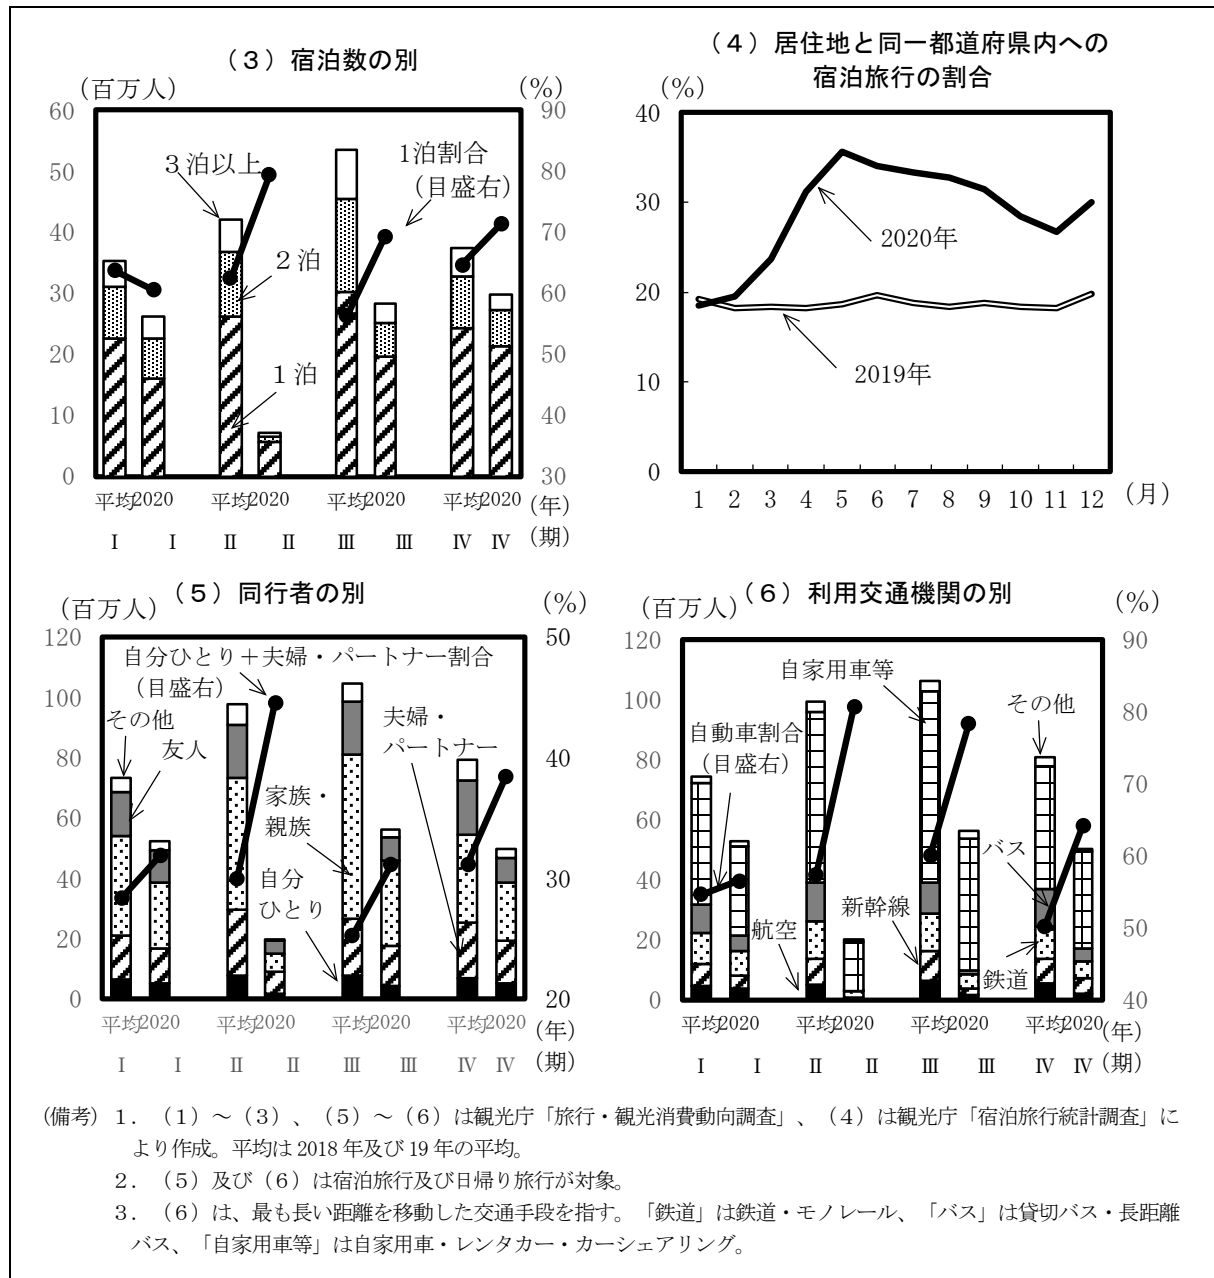 （３）宿泊数の別
（百万人）
（%）
60
50
40
30
20
10
0
90
80
70
60
50
40
30
３泊以上
1泊割合
（目盛右）
２泊
１泊
平均2020 平均2020 平均2020 平均2020（年）
Ⅰ Ⅰ Ⅱ Ⅱ Ⅲ Ⅲ Ⅳ Ⅳ（期）
（４）居住地と同一都道府県内への
宿泊旅行の割合
（%）
40
30
20
10
0
2020年
2019年
1 2 3 4 5 6 7 8 9 10 11 12（月）
（５）同行者の別
（百万人）
（%）
120
100
80
60
40
20
0
50
40
30
20
自分ひとり＋夫婦・パートナー割合
（目盛右）
その他
友人
夫婦・
パートナー
家族・
親族
自分
ひとり
平均2020 平均2020 平均2020 平均2020（年）
Ⅰ Ⅰ Ⅱ Ⅱ Ⅲ Ⅲ Ⅳ Ⅳ（期）
（６）利用交通機関の別
（百万人）
（%）
120
100
80
60
40
20
0
90
80
70
60
50
40
自家用車等
その他
自動車割合
（目盛右）
バス
新幹線
航空
鉄道
平均2020 平均2020 平均2020 平均2020（年）
Ⅰ Ⅰ Ⅱ Ⅱ Ⅲ Ⅲ Ⅳ Ⅳ（期）
（備考）１．（１）～（３）、（５）～（６）は観光庁「旅行・観光消費動向調査」、（４）は観光庁「宿泊旅行統計調査」に
より作成。平均は 2018 年及び 19 年の平均。
２．（５）及び（６）は宿泊旅行及び日帰り旅行が対象。
３．（６）は、最も長い距離を移動した交通手段を指す。「鉄道」は鉄道・モノレール、「バス」は貸切バス・長距離
バス、「自家用車等」は自家用車・レンタカー・カーシェアリング。